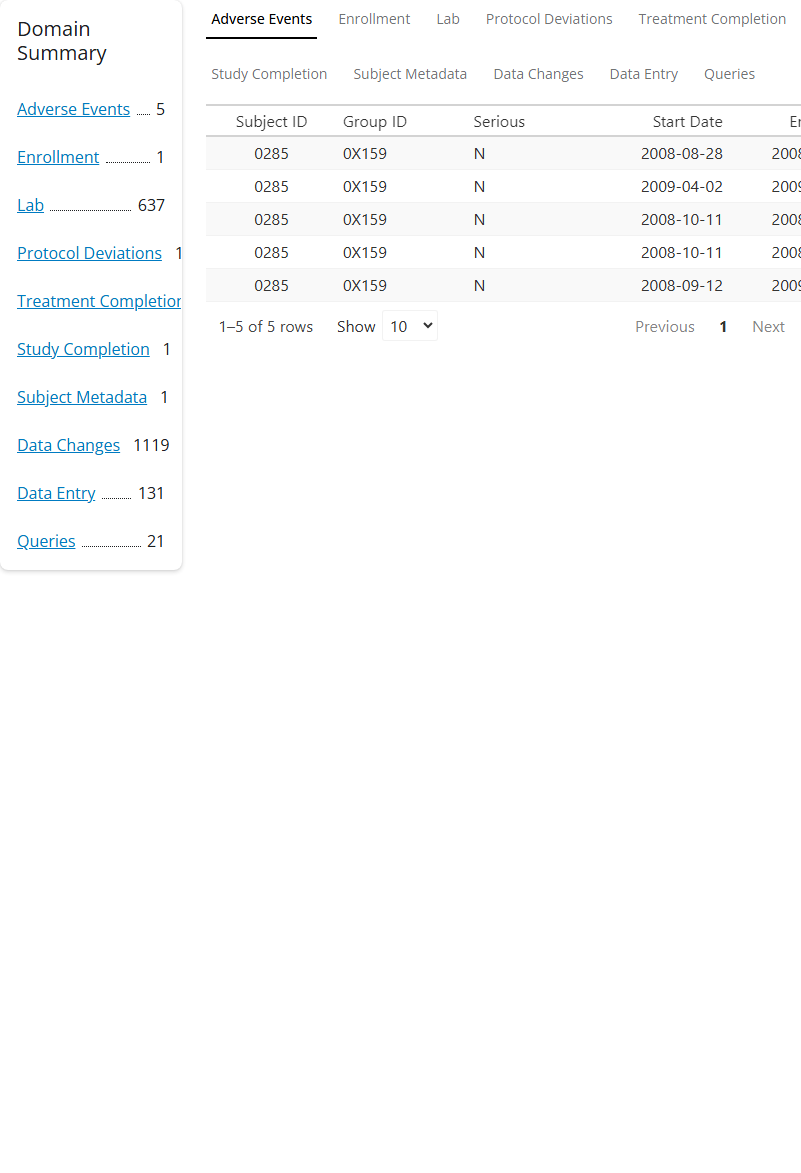 Domain
Summary
Adverse Events 5
Enrollment 1
Lab 637
Protocol Deviations 1
Treatment Completion
Study Completion 1
Subject Metadata 1
Data Changes 1119
Data Entry 131
Queries 21
Adverse Events Enrollment Lab Protocol Deviations Treatment Completion
Study Completion Subject Metadata Data Changes Data Entry Queries
Subject ID Group ID Serious Start Date
0285 0X159 N 2008-08-28 2008
0285 0X159 N 2009-04-02 2009
0285 0X159 N 2008-10-11 2008
0285 0X159 N 2008-10-11 2008
0285 0X159 N 2008-09-12 2009
1–5 of 5 rows Show 10 Previous 1 Next